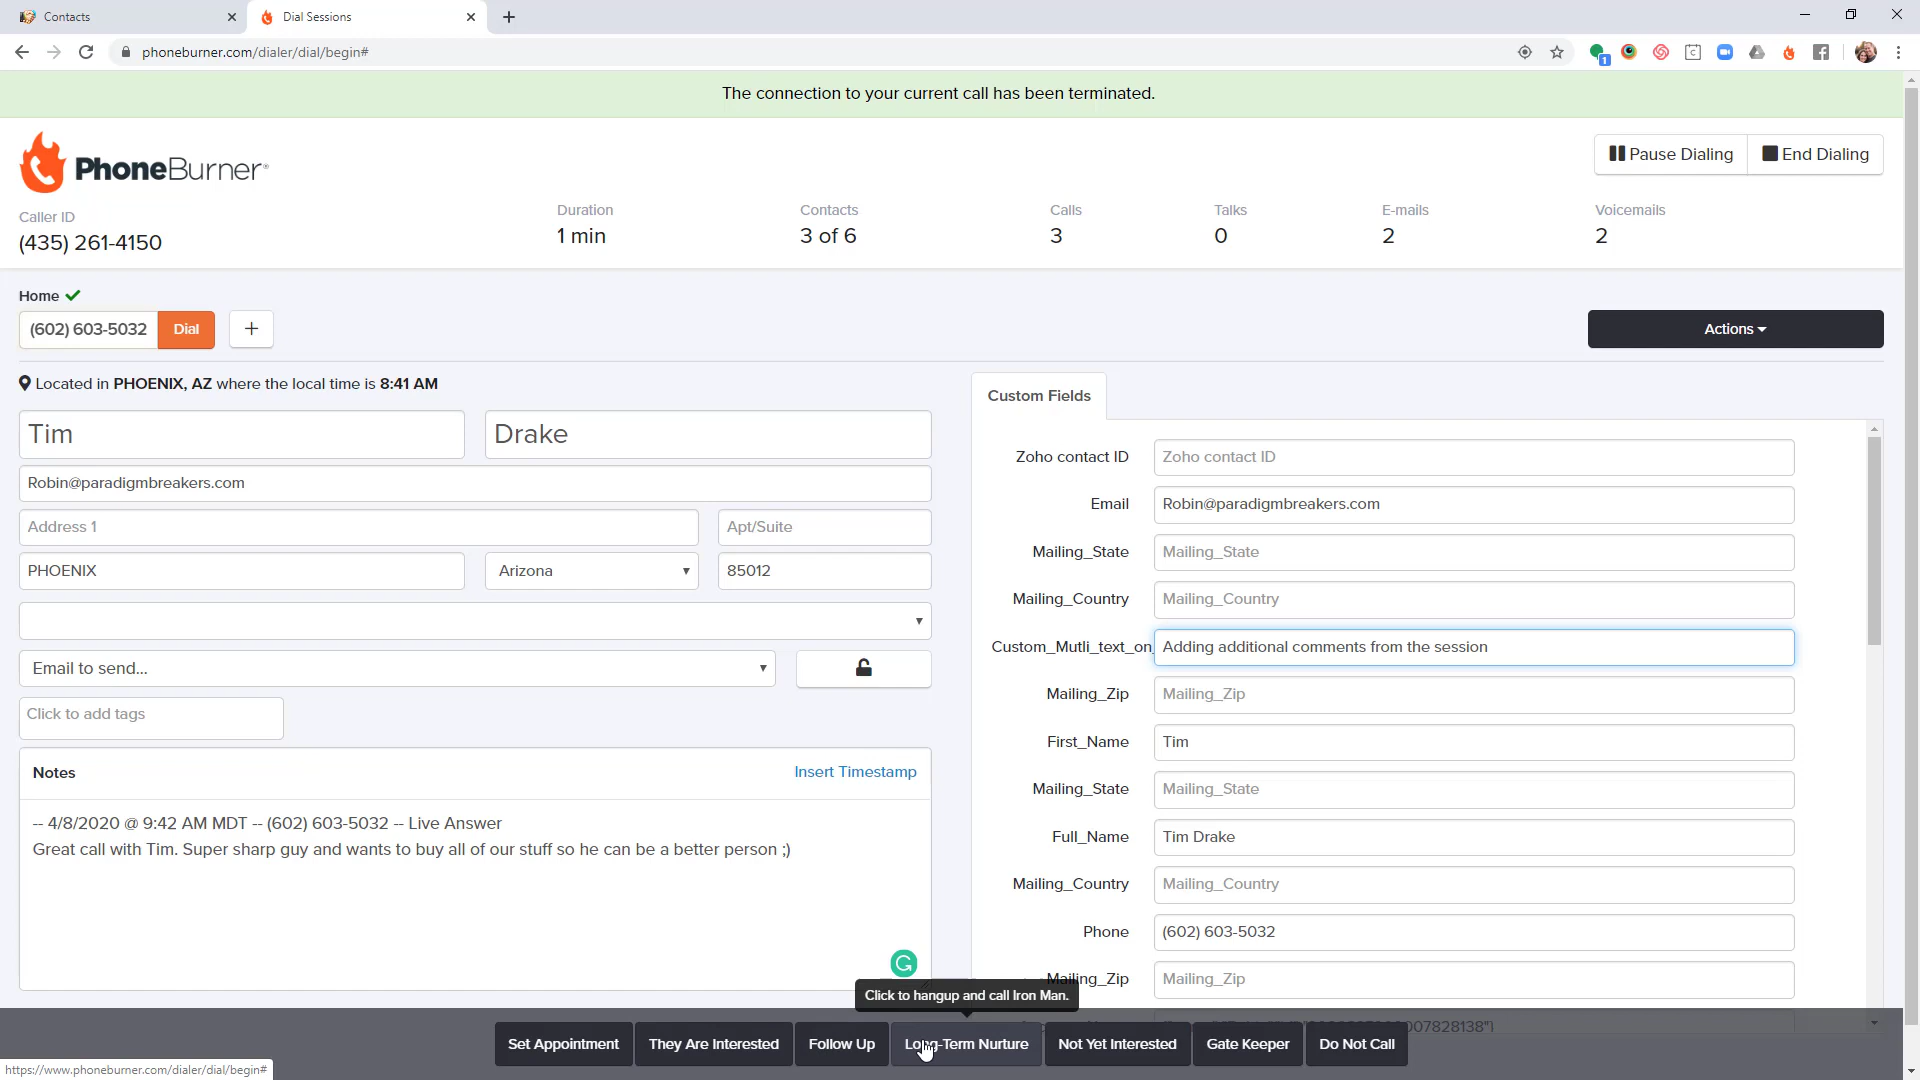 Contacts
Dial Sessions
phoneburner.com/dialer/dial/begin#
1
The connection to your current call has been terminated.
PhoneBurner
Pause Dialing
End Dialing
Caller ID
(435) 261-4150
Duration
1 min
Contacts
3 of 6
Calls
3
Talks
0
E-mails
2
Voicemails
2
Home
(602) 603-5032
Dial
+
Actions
Located in PHOENIX, AZ where the local time is 8:41 AM
Tim
Drake
Robin@paradigmbreakers.com
Address 1
Apt/Suite
PHOENIX
Arizona
85012
Email to send...
Click to add tags
Notes
Insert Timestamp
-- 4/8/2020 @ 9:42 AM MDT -- (602) 603-5032 -- Live Answer
Great call with Tim. Super sharp guy and wants to buy all of our stuff so he can be a better person ;)
Custom Fields
Zoho contact ID
Zoho contact ID
Email
Robin@paradigmbreakers.com
Mailing_State
Mailing_State
Mailing_Country
Mailing_Country
Custom_Mutli_text_on
Adding additional comments from the session
Mailing_Zip
Mailing_Zip
First_Name
Tim
Mailing_State
Mailing_State
Full_Name
Tim Drake
Mailing_Country
Mailing_Country
Phone
(602) 603-5032
Mailing_Zip
Mailing_Zip
Click to hangup and call Iron Man.
Set Appointment
They Are Interested
Follow Up
Long-Term Nurture
Not Yet Interested
Gate Keeper
Do Not Call
https://www.phoneburner.com/dialer/dial/begin#